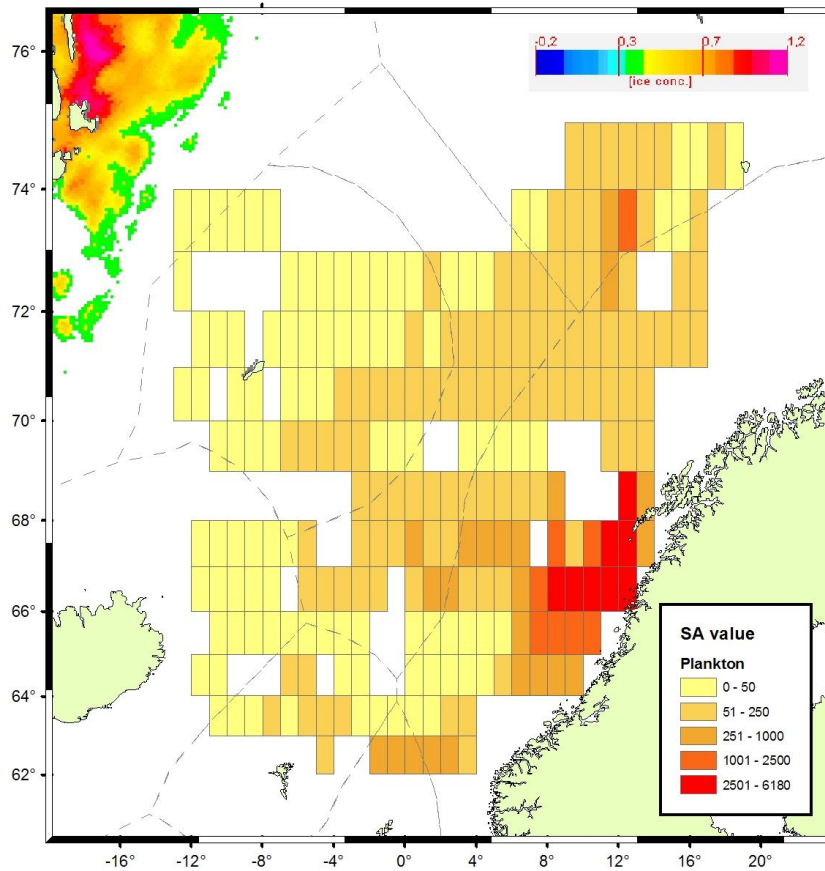 -0,2 0,3 0,7 1,2
[ice conc.]
76°
74°
72°
70°
68°
66°
64°
62°
SA value
Plankton
0 - 50
51 - 250
251 - 1000
1001 - 2500
2501 - 6180
-16° -12° -8° -4° 0° 4° 8° 12° 16° 20°